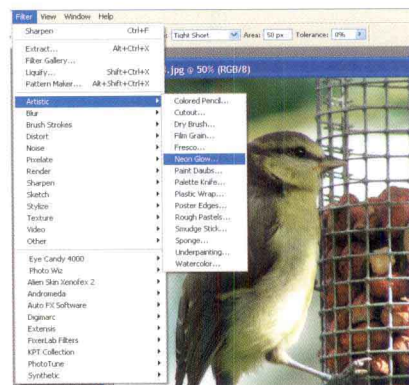 Filter View Window Help
Sharpen Ctrl+F
Extract... Alt+Ctrl+X
Filter Gallery...
Liquify... Shift+Ctrl+X
Pattern Maker... Alt+Shift+Ctrl+X
Artistic
Blur
Brush Strokes
Distort
Noise
Pixelate
Render
Sharpen
Sketch
Stylize
Texture
Video
Other
Eye Candy 4000
Photo Wiz
Alien Skin Xenofex 2
Andromeda
Auto FX Software
Digimarc
Extensis
FixerLab Filters
KPT Collection
PhotoTune
Synthetic
: Tight Short Area: 50 px Tolerance: 0%
.jpg @ 50% (RGB/8)
Colored Pencil...
Cutout...
Dry Brush...
Film Grain...
Fresco...
Neon Glow...
Paint Daubs...
Palette Knife...
Plastic Wrap...
Poster Edges...
Rough Pastels...
Smudge Stick...
Sponge...
Underpainting...
Watercolor...